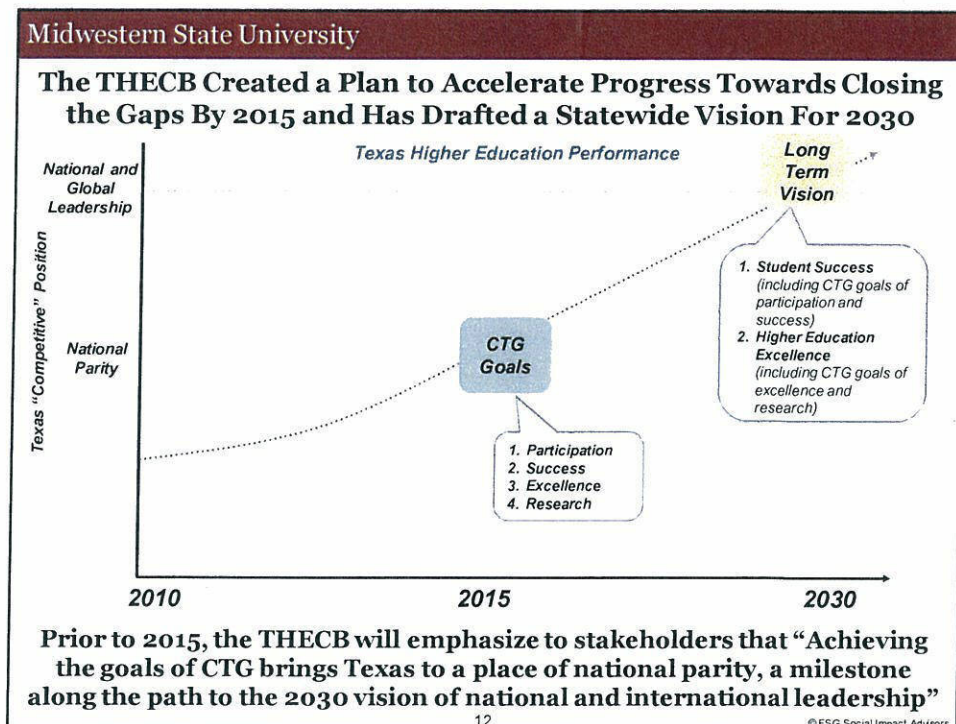 Midwestern State University
The THECB Created a Plan to Accelerate Progress Towards Closing
the Gaps By 2015 and Has Drafted a Statewide Vision For 2030
Texas Higher Education Performance
National and
Global
Leadership
Long
Term
Vision
Texas "Competitive" Position
1. Student Success
(including CTG goals of
participation and
success)
2. Higher Education
Excellence
(including CTG goals of
excellence and
research)
National
Parity
CTG
Goals
1. Participation
2. Success
3. Excellence
4. Research
2010
2015
2030
Prior to 2015, the THECB will emphasize to stakeholders that “Achieving
the goals of CTG brings Texas to a place of national parity, a milestone
along the path to the 2030 vision of national and international leadership”
12
© FSG Social Impact Advisors